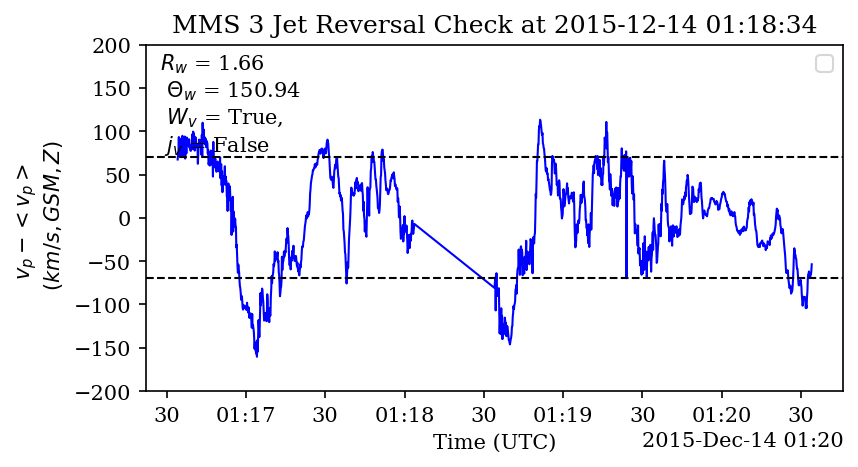 MMS 3 Jet Reversal Check at 2015-12-14 01:18:34
200
150
100
50
0
−50
−100
−150
−200
v_p − < v_p >
(km/s, GSM, Z)
R_w = 1.66
Θ_w = 150.94
W_v = True,
j_v = False
30 01:17 30 01:18 30 01:19 30 01:20 30
Time (UTC)
2015-Dec-14 01:20